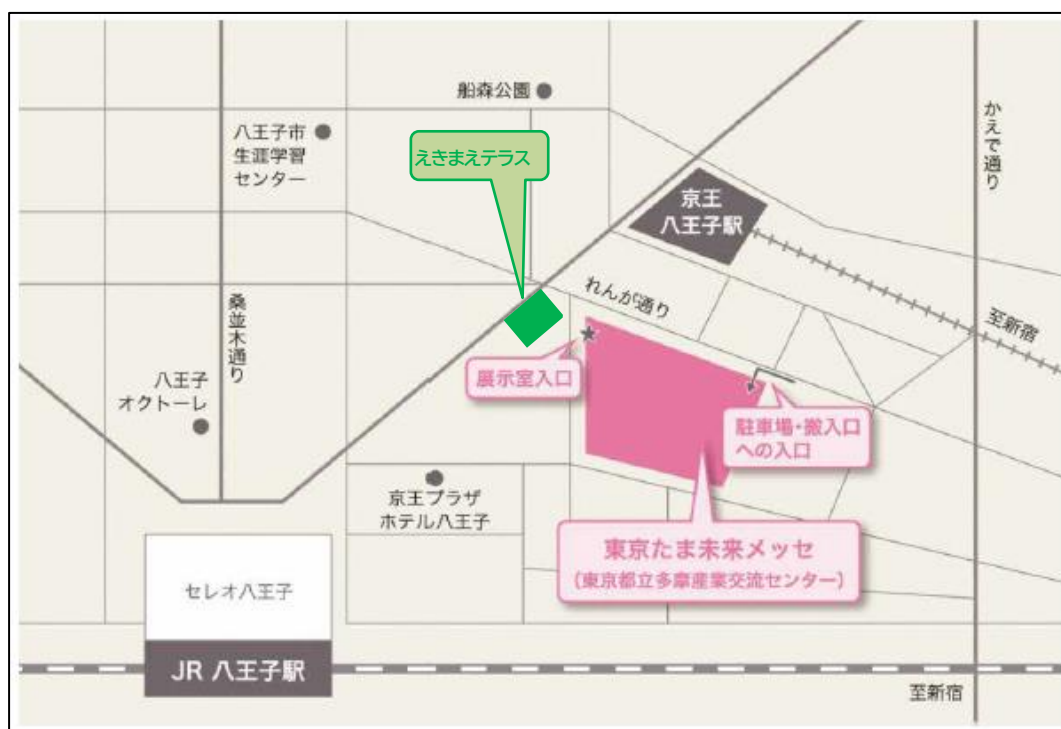 船森公園
八王子市
生涯学習
センター
えきまえテラス
かえで通り
京王
八王子駅
れんが通り
至新宿
桑並木通り
八王子
オクトーレ
展示室入口
駐車場・搬入口
への入口
京王プラザ
ホテル八王子
東京たま未来メッセ
(東京都立多摩産業交流センター)
セレオ八王子
JR 八王子駅
至新宿